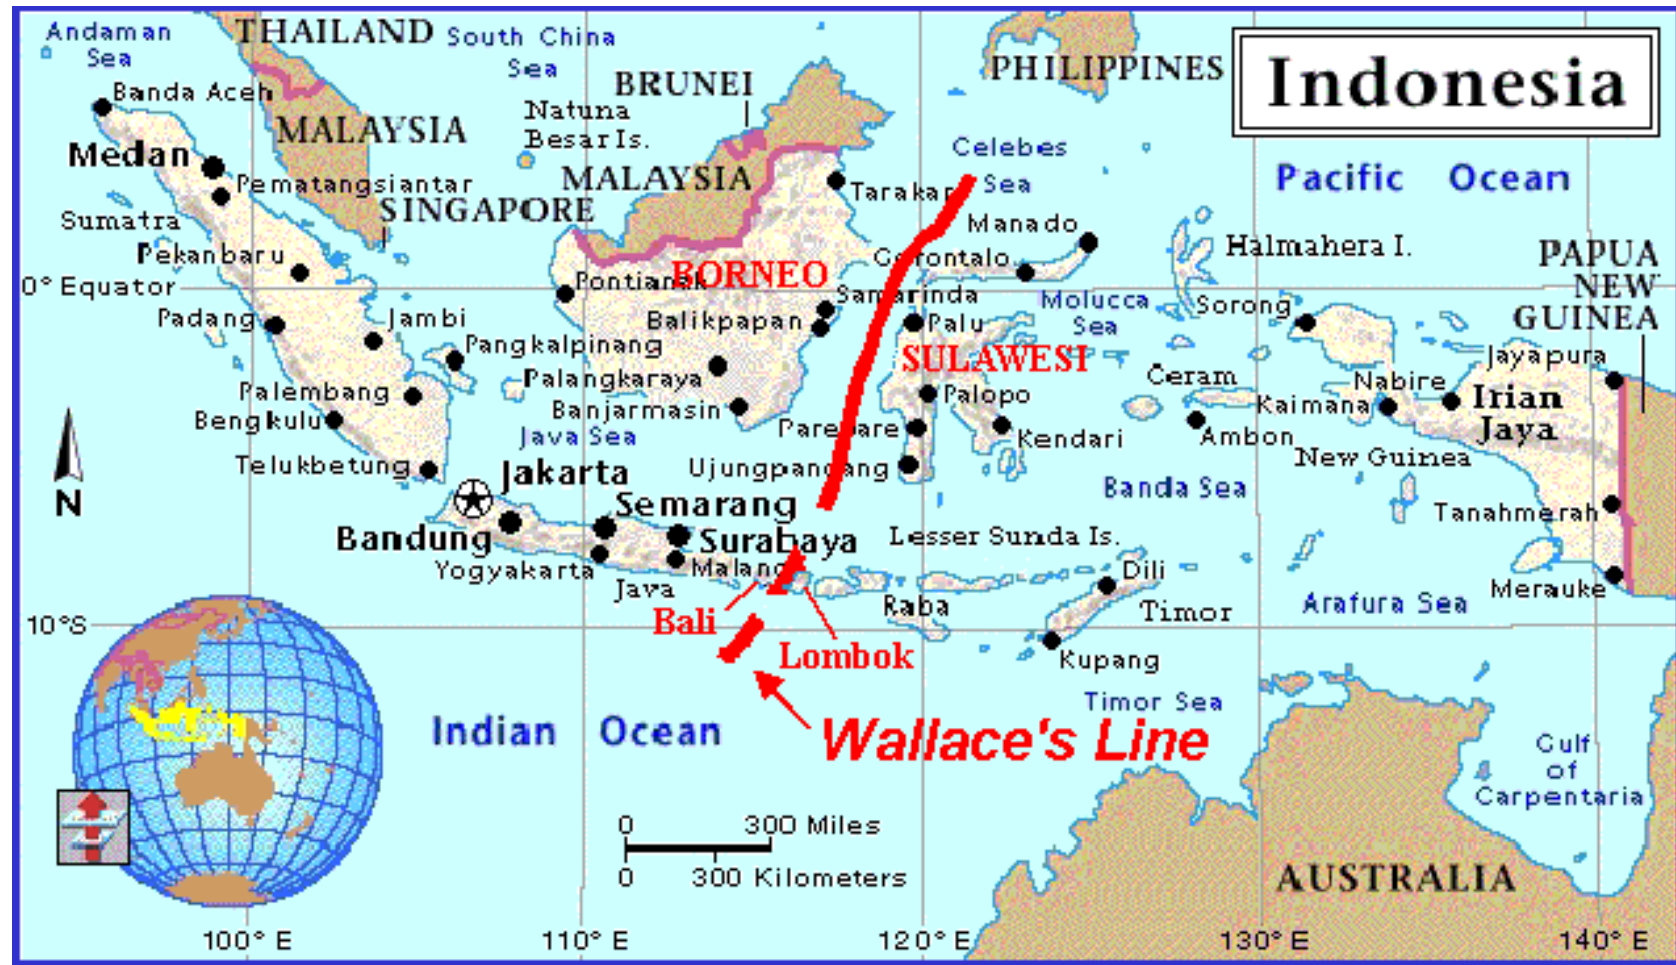 Andaman
Sea
THAILAND
South China
Sea
BRUNEI
PHILIPPINES
Indonesia
Banda Aceh
Natuna
Besar Is.
MALAYSIA
Medan
Celebes
Sea
Pacific Ocean
MALAYSIA
Pematangsiantar
Tarakan
SINGAPORE
Sumatra
Manado
Halmahera I.
PAPUA
NEW
GUINEA
Pekanbaru
Gorontalo
BORNEO
0° Equator
Pontianak
Samarinda
Molucca
Sea
Sorong
Padang
Jambi
Balikpapan
Palu
Pangkalpinang
SULAWESI
Jayapura
Palangkaraya
Ceram
Nabire
Irian
Jaya
Palembang
Palopo
Banjarmasin
Kaimana
Bengkulu
Java Sea
Parepare
Kendari
Ambon
New Guinea
Telukbetung
Jakarta
Ujungpandang
Banda Sea
N
Semarang
Tanahmerah
Bandung
Surabaya
Lesser Sunda Is.
Yogyakarta
Malang
Java
Dili
Merauke
Bali
Raba
Timor
Arafura Sea
10°S
Lombok
Kupang
Timor Sea
Indian Ocean
Wallace's Line
Gulf
of
Carpentaria
0 300 Miles
0 300 Kilometers
AUSTRALIA
100° E 110° E 120° E 130° E 140° E